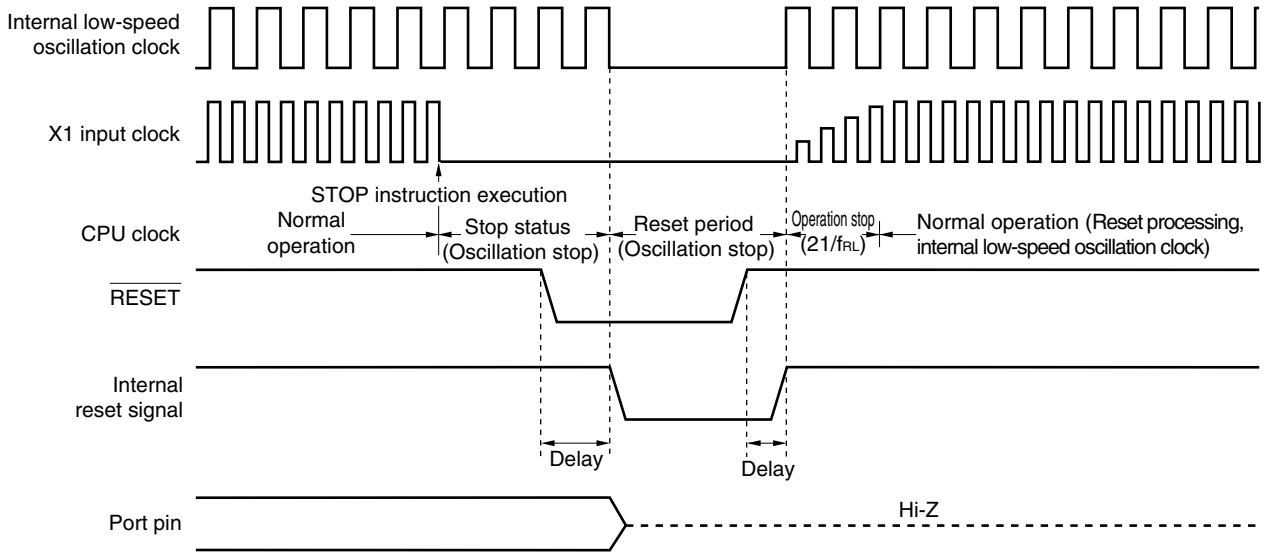 Internal low-speed
oscillation clock
X1 input clock
STOP instruction execution
CPU clock
Normal
operation
Stop status
(Oscillation stop)
Reset period
(Oscillation stop)
Operation stop
(21/fRL)
Normal operation (Reset processing,
internal low-speed oscillation clock)
RESET
Internal
reset signal
Delay
Delay
Port pin
Hi-Z